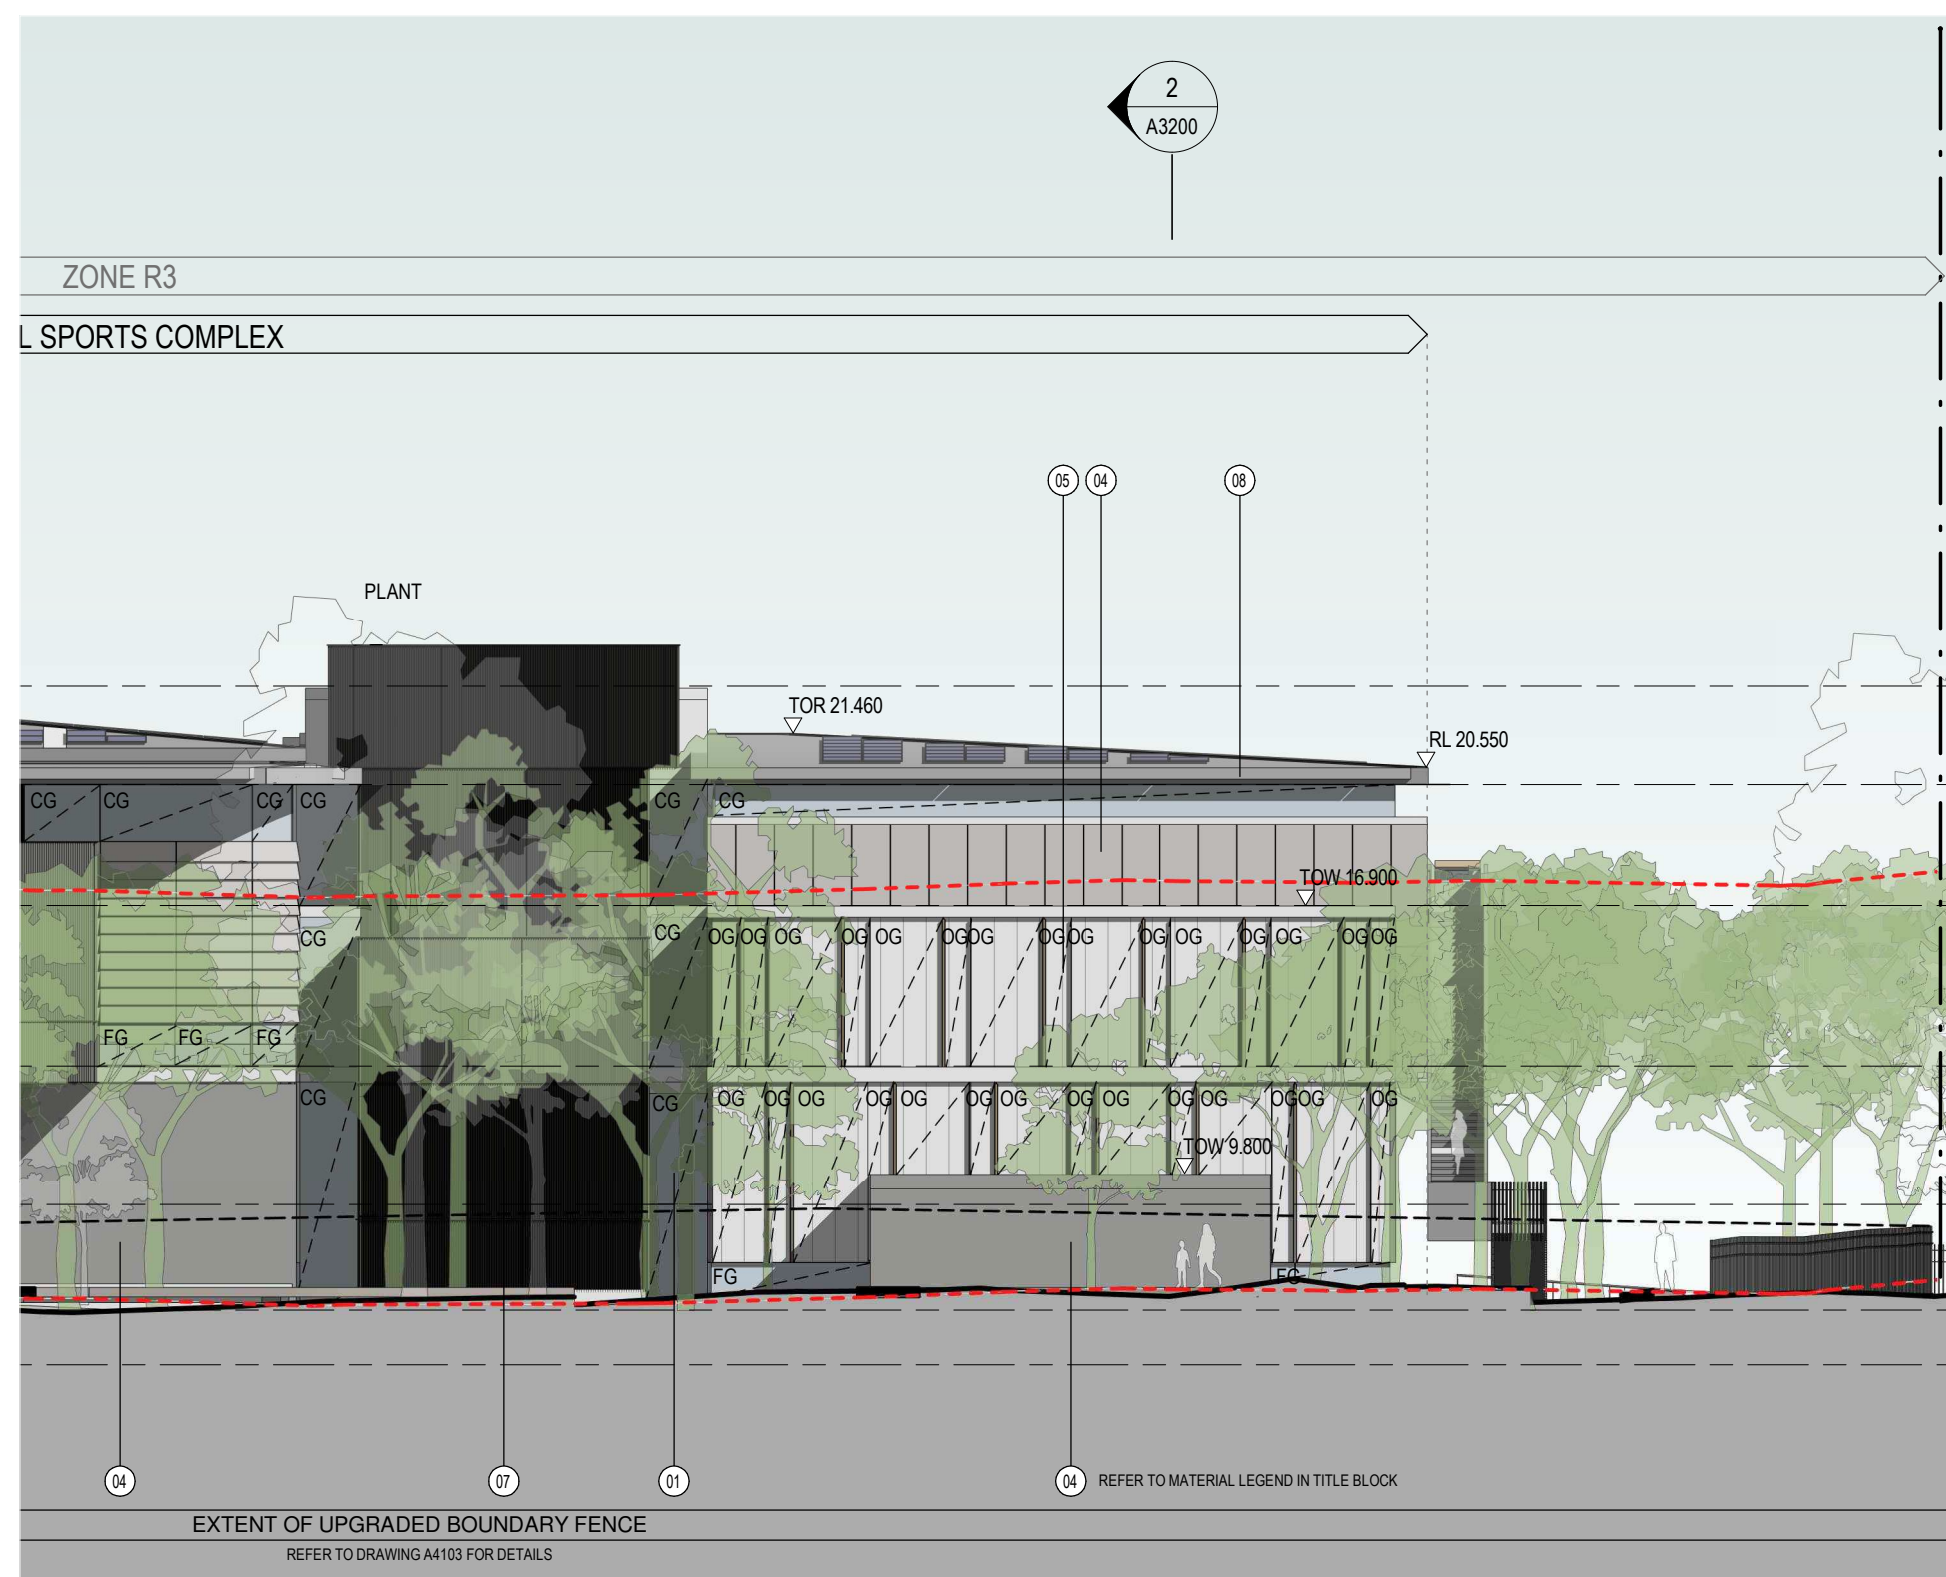 2
A3200
ZONE R3
L SPORTS COMPLEX
05 04 08
PLANT
TOR 21.460
RL 20.550
CG CG CG CG CG CG
TOW 16.900
CG CG OG OG OG OG OG OG OG OG OG OG OG OG OG OG OG
FG FG FG
CG CG OG OG OG OG OG OG OG OG OG OG OG OG OG OG
TOW 9.800
FG FG
04 07 01 04 REFER TO MATERIAL LEGEND IN TITLE BLOCK
EXTENT OF UPGRADED BOUNDARY FENCE
REFER TO DRAWING A4103 FOR DETAILS